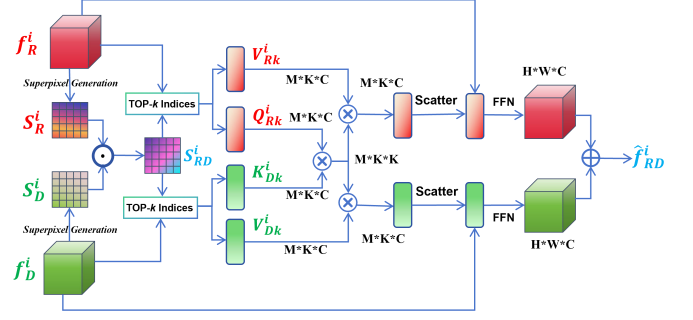 f_R^i
Superpixel Generation
S_R^i
S_D^i
Superpixel Generation
f_D^i
S_RD^i
TOP-k Indices
TOP-k Indices
V_Rk^i
M*K*C
Q_Rk^i
M*K*C
K_Dk^i
M*K*C
V_Dk^i
M*K*C
M*K*K
M*K*C
Scatter
FFN
H*W*C
M*K*C
Scatter
FFN
H*W*C
f̂_RD^i